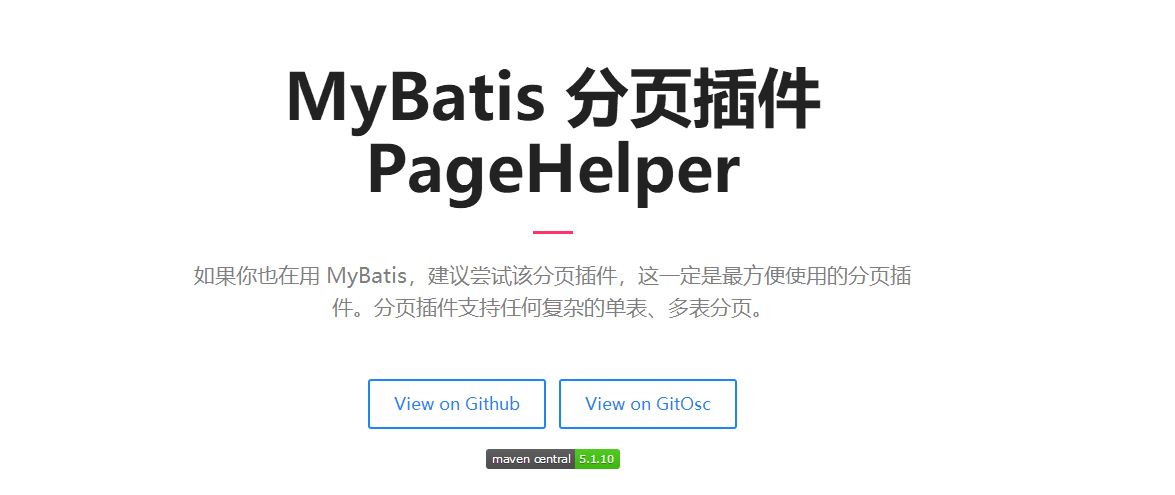 MyBatis 分页插件
PageHelper
如果你也在用 MyBatis，建议尝试该分页插件，这一定是最方便使用的分页插
件。分页插件支持任何复杂的单表、多表分页。
View on Github View on GitOsc
maven central 5.1.10